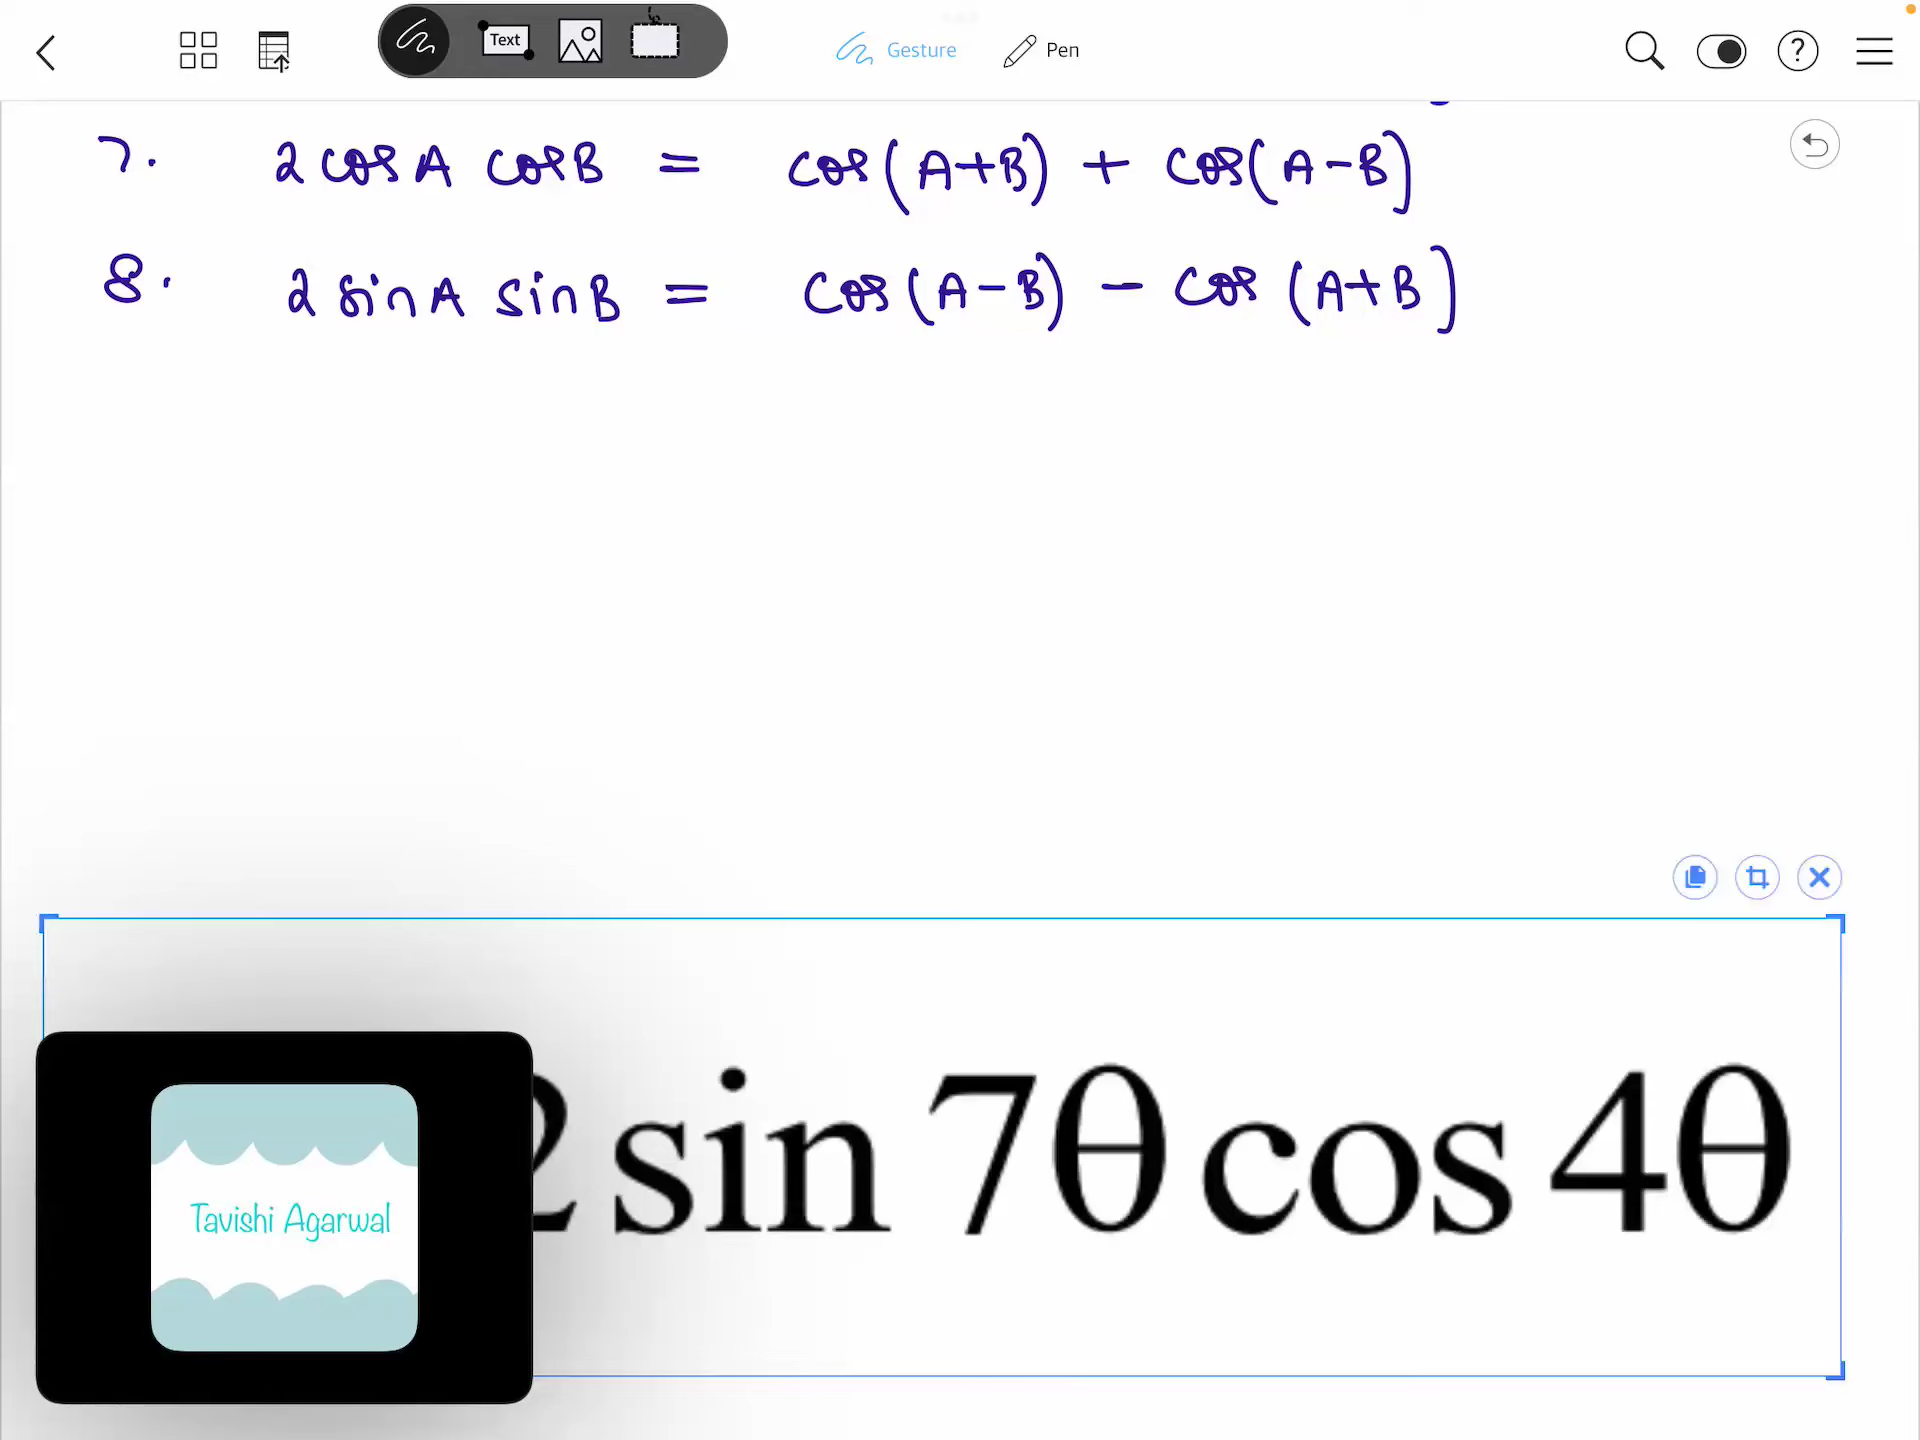 Text Gesture Pen
7. 2 cos A cos B = cos(A+B) + cos(A-B)
8. 2 sin A sin B = cos(A-B) - cos(A+B)
2 sin 7θ cos 4θ
Tavishi Agarwal